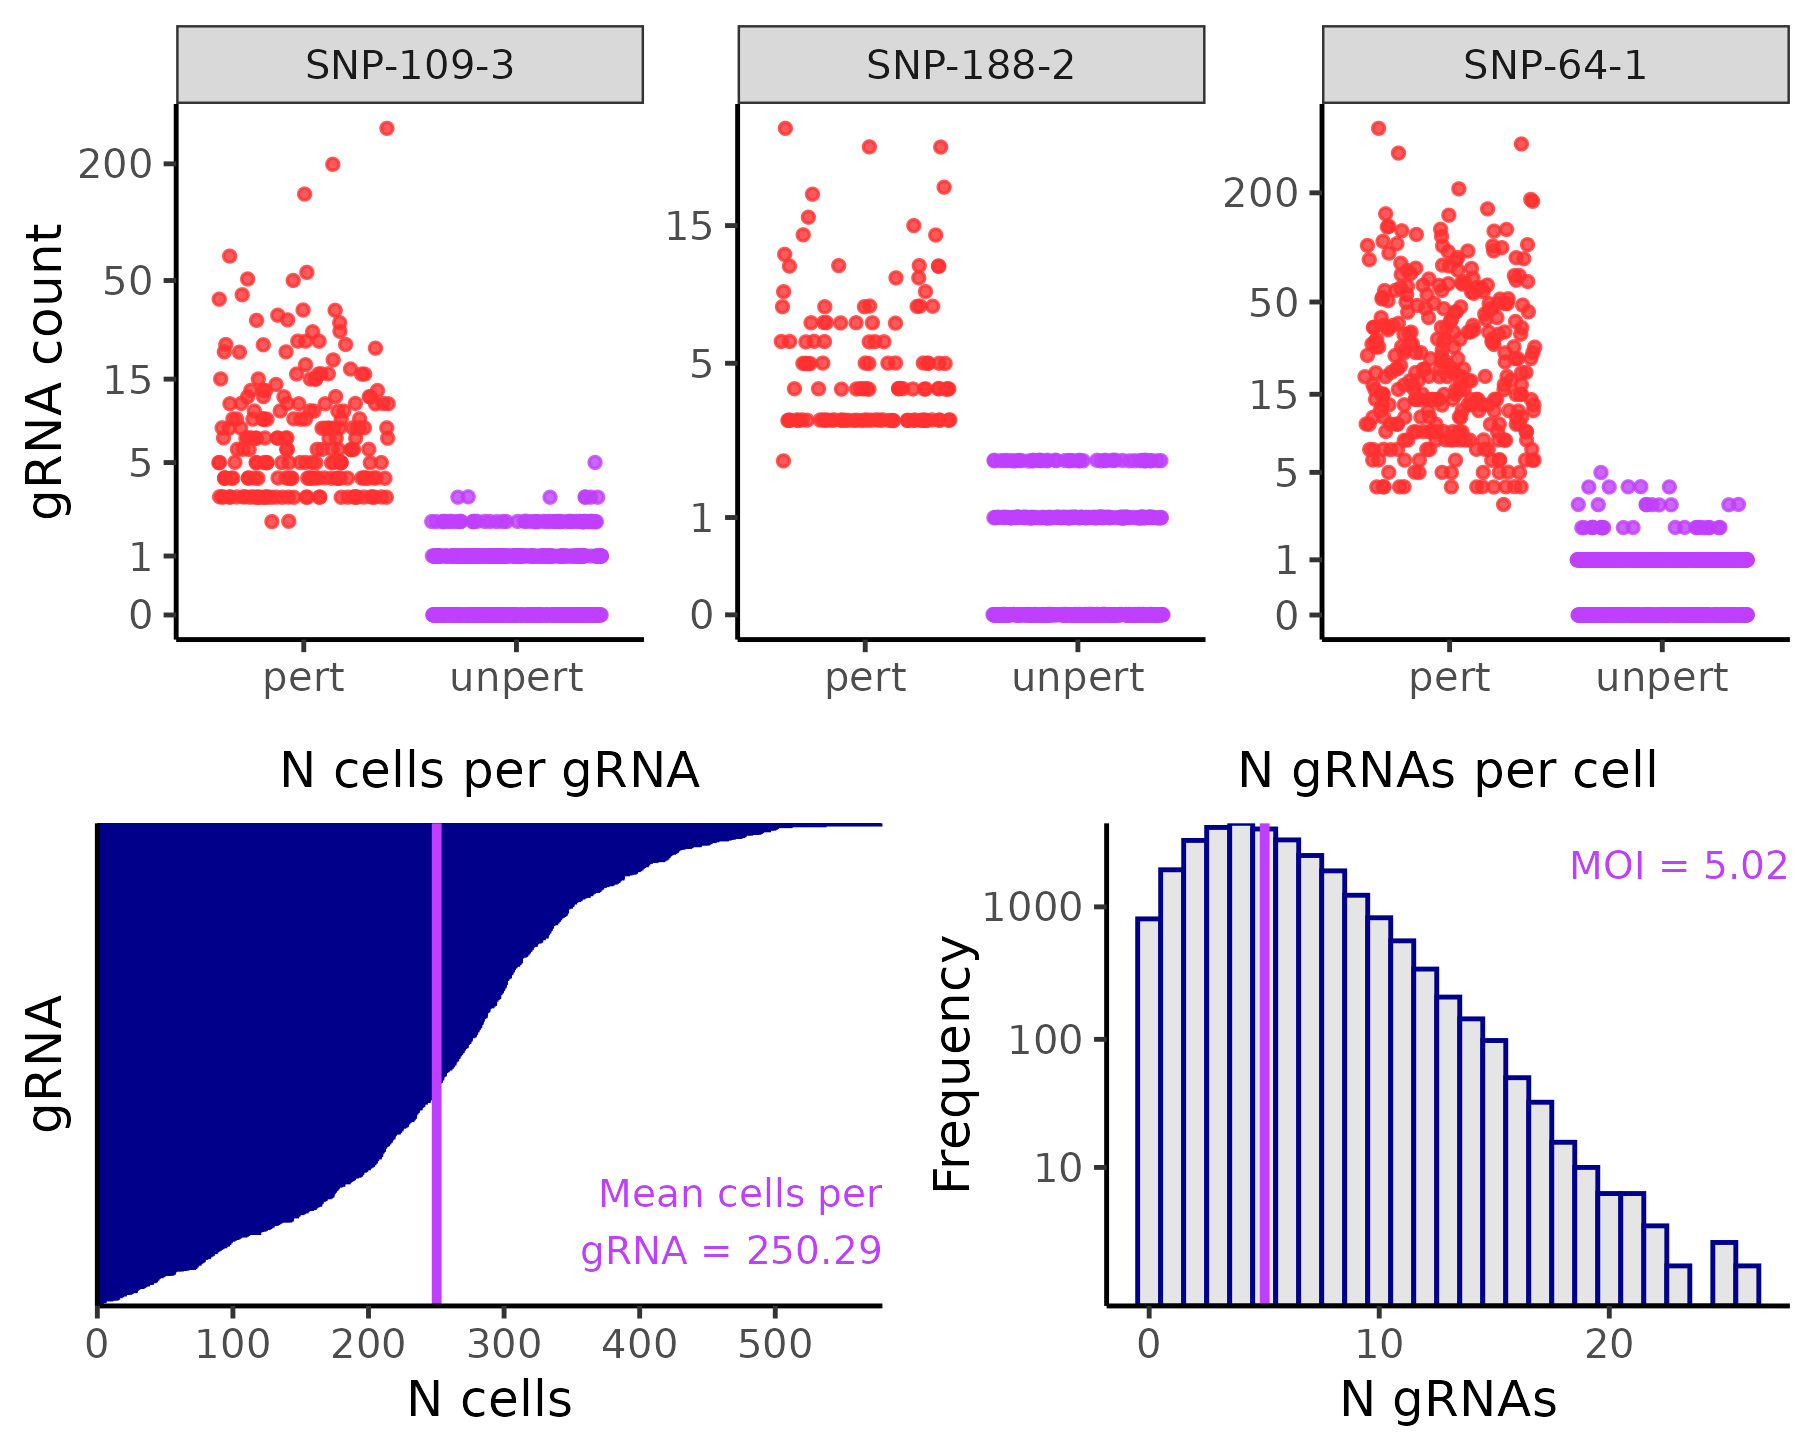 SNP-109-3
SNP-188-2
SNP-64-1
gRNA count
200
50
15
5
1
0
pert
unpert
15
5
1
0
pert
unpert
200
50
15
5
1
0
pert
unpert
N cells per gRNA
gRNA
Mean cells per
gRNA = 250.29
0
100
200
300
400
500
N cells
N gRNAs per cell
Frequency
1000
100
10
MOI = 5.02
0
10
20
N gRNAs